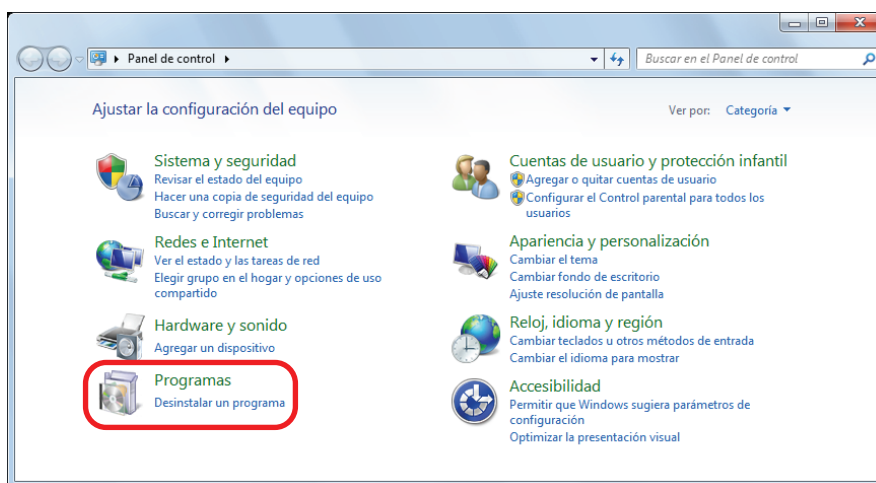 Panel de control
Buscar en el Panel de control
Ajustar la configuración del equipo
Ver por: Categoría
Sistema y seguridad
Revisar el estado del equipo
Hacer una copia de seguridad del equipo
Buscar y corregir problemas
Redes e Internet
Ver el estado y las tareas de red
Elegir grupo en el hogar y opciones de uso
compartido
Hardware y sonido
Agregar un dispositivo
Programas
Desinstalar un programa
Cuentas de usuario y protección infantil
Agregar o quitar cuentas de usuario
Configurar el Control parental para todos los
usuarios
Apariencia y personalización
Cambiar el tema
Cambiar fondo de escritorio
Ajuste resolución de pantalla
Reloj, idioma y región
Cambiar teclados u otros métodos de entrada
Cambiar el idioma para mostrar
Accesibilidad
Permitir que Windows sugiera parámetros de
configuración
Optimizar la presentación visual